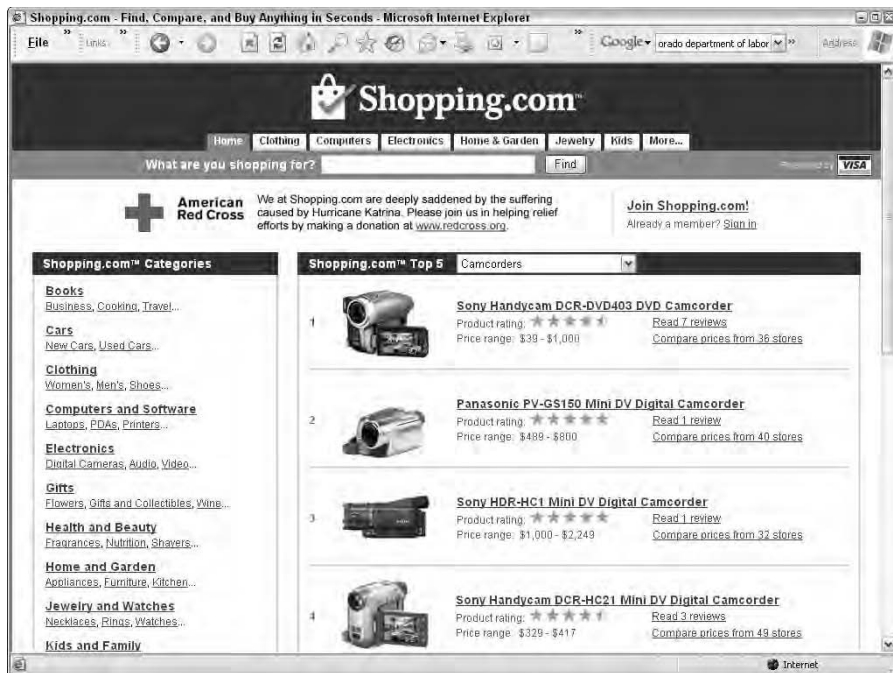 Shopping.com - Find, Compare, and Buy Anything in Seconds - Microsoft Internet Explorer
File » Links » » Google orado department of labor » Address
Shopping.com™
Home Clothing Computers Electronics Home & Garden Jewelry Kids More...
What are you shopping for? Find Powered by VISA
American
Red Cross
We at Shopping.com are deeply saddened by the suffering
caused by Hurricane Katrina. Please join us in helping relief
efforts by making a donation at www.redcross.org.
Join Shopping.com!
Already a member? Sign in
Shopping.com™ Categories
Books
Business, Cooking, Travel...
Cars
New Cars, Used Cars...
Clothing
Women's, Men's, Shoes...
Computers and Software
Laptops, PDAs, Printers...
Electronics
Digital Cameras, Audio, Video...
Gifts
Flowers, Gifts and Collectibles, Wine...
Health and Beauty
Fragrances, Nutrition, Shavers...
Home and Garden
Appliances, Furniture, Kitchen...
Jewelry and Watches
Necklaces, Rings, Watches...
Kids and Family
Shopping.com™ Top 5 Camcorders
1
Sony Handycam DCR-DVD403 DVD Camcorder
Product rating: Read 7 reviews
Price range: $39 - $1,000 Compare prices from 36 stores
2
Panasonic PV-GS150 Mini DV Digital Camcorder
Product rating: Read 1 review
Price range: $489 - $800 Compare prices from 40 stores
3
Sony HDR-HC1 Mini DV Digital Camcorder
Product rating: Read 1 review
Price range: $1,000 - $2,249 Compare prices from 32 stores
4
Sony Handycam DCR-HC21 Mini DV Digital Camcorder
Product rating: Read 3 reviews
Price range: $329 - $417 Compare prices from 49 stores
Internet